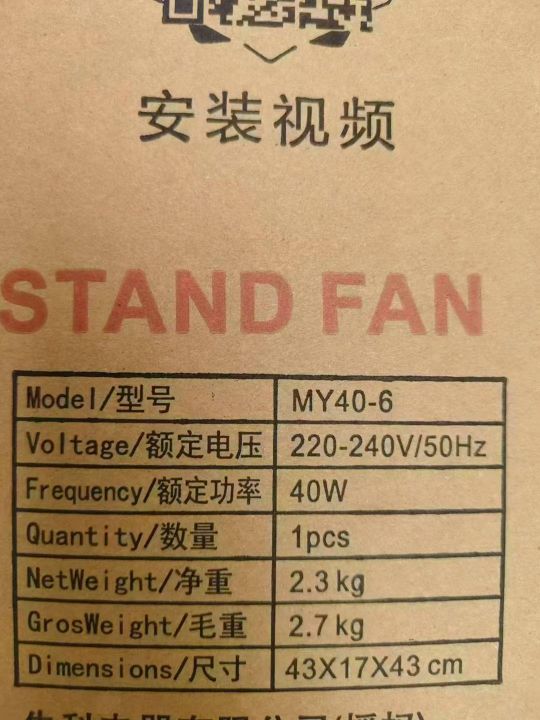 安装视频
STAND FAN
Model/型号 MY40-6
Voltage/额定电压 220-240V/50Hz
Frequency/额定功率 40W
Quantity/数量 1pcs
NetWeight/净重 2.3 kg
GrosWeight/毛重 2.7 kg
Dimensions/尺寸 43X17X43 cm